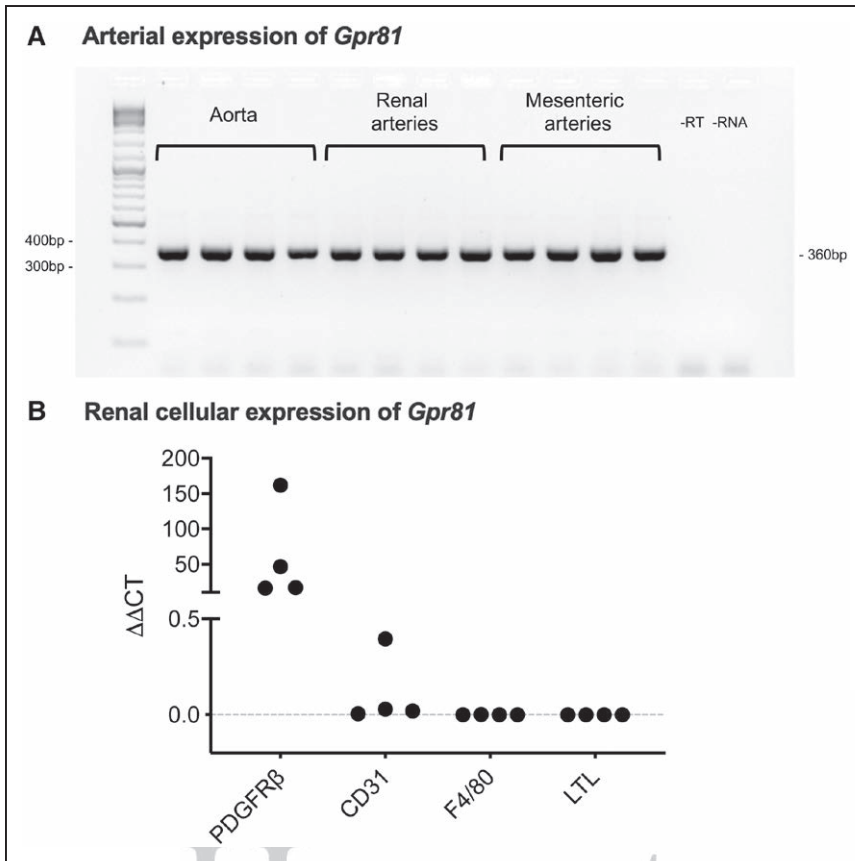 A Arterial expression of Gpr81
Aorta
Renal
arteries
Mesenteric
arteries
-RT -RNA
400bp -
300bp -
- 360bp
B Renal cellular expression of Gpr81
ΔΔCT
200
150
100
50
0.5
0.0
PDGFRβ
CD31
F4/80
LTL